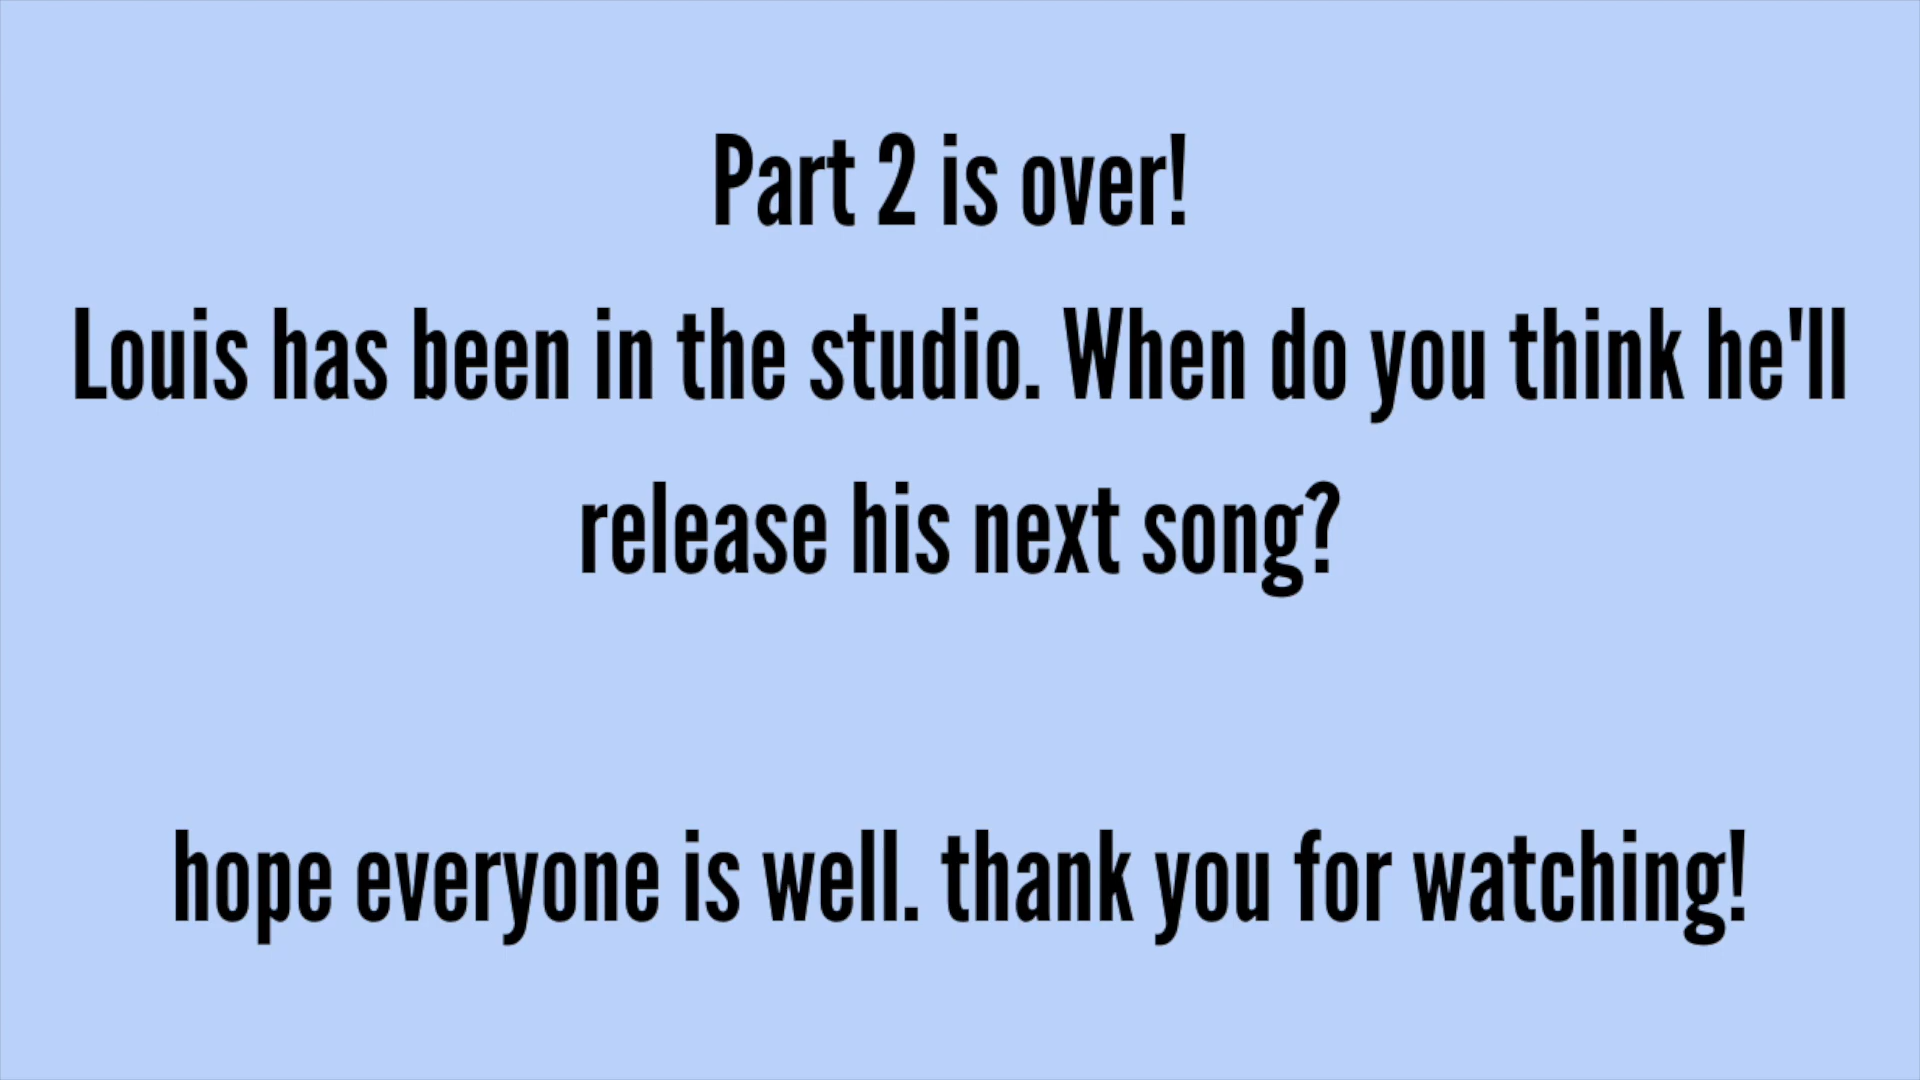 Part 2 is over!
Louis has been in the studio. When do you think he'll
release his next song?
hope everyone is well. thank you for watching!